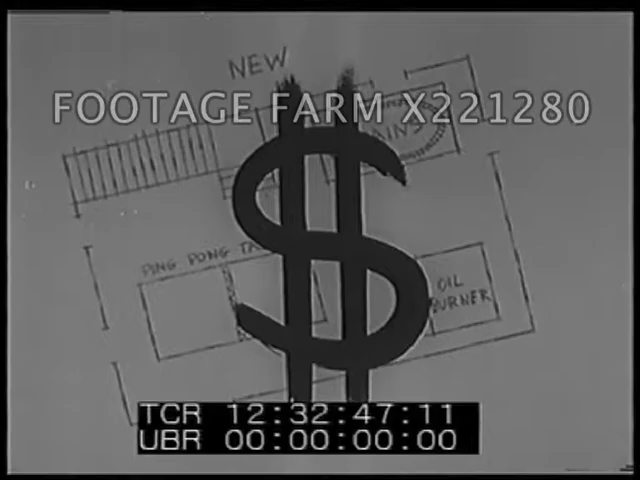 NEW
FOOTAGE FARM X221280
PING PONG TA
OIL
BURNER
TCR 12:32:47:11
UBR 00:00:00:00